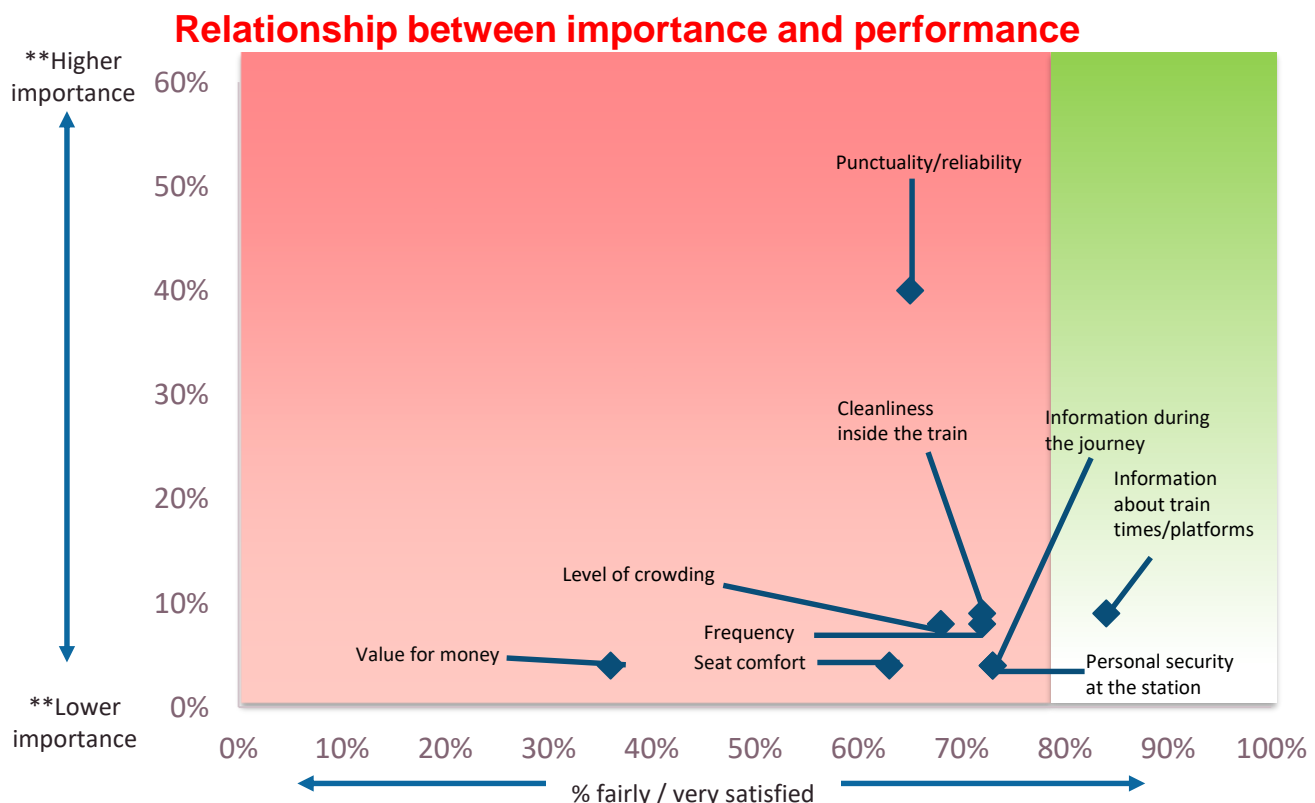 Relationship between importance and performance
**Higher
importance
60%
50%
40%
30%
20%
10%
0%
**Lower
importance
Punctuality/reliability
Cleanliness
inside the train
Information during
the journey
Information
about train
times/platforms
Level of crowding
Frequency
Value for money
Seat comfort
Personal security
at the station
0%
10%
20%
30%
40%
50%
60%
70%
80%
90%
100%
% fairly / very satisfied